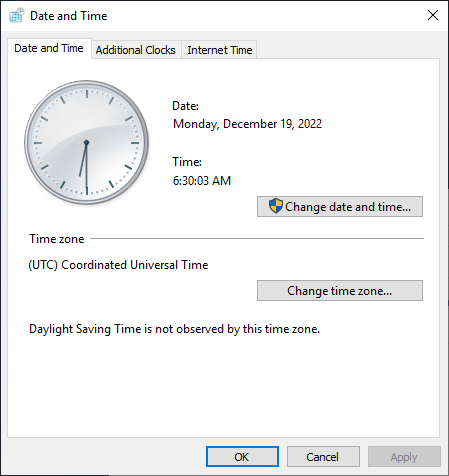 Date and Time
Date and Time
Additional Clocks
Internet Time
Date:
Monday, December 19, 2022
Time:
6:30:03 AM
Change date and time...
Time zone
(UTC) Coordinated Universal Time
Change time zone...
Daylight Saving Time is not observed by this time zone.
OK
Cancel
Apply